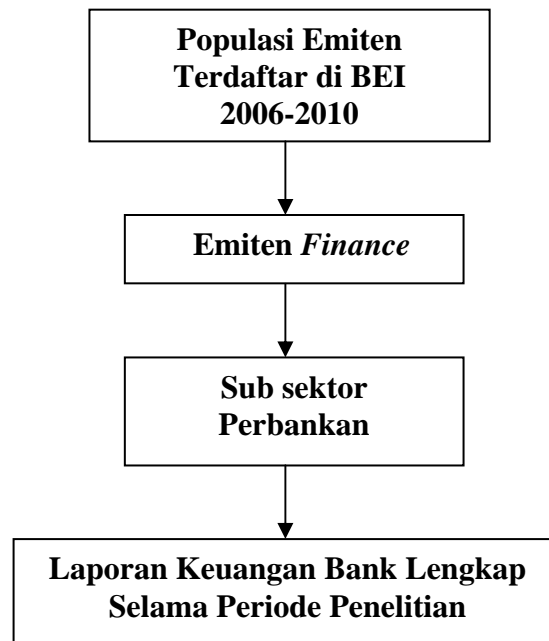 Populasi Emiten
Terdaftar di BEI
2006-2010
Emiten Finance
Sub sektor
Perbankan
Laporan Keuangan Bank Lengkap
Selama Periode Penelitian